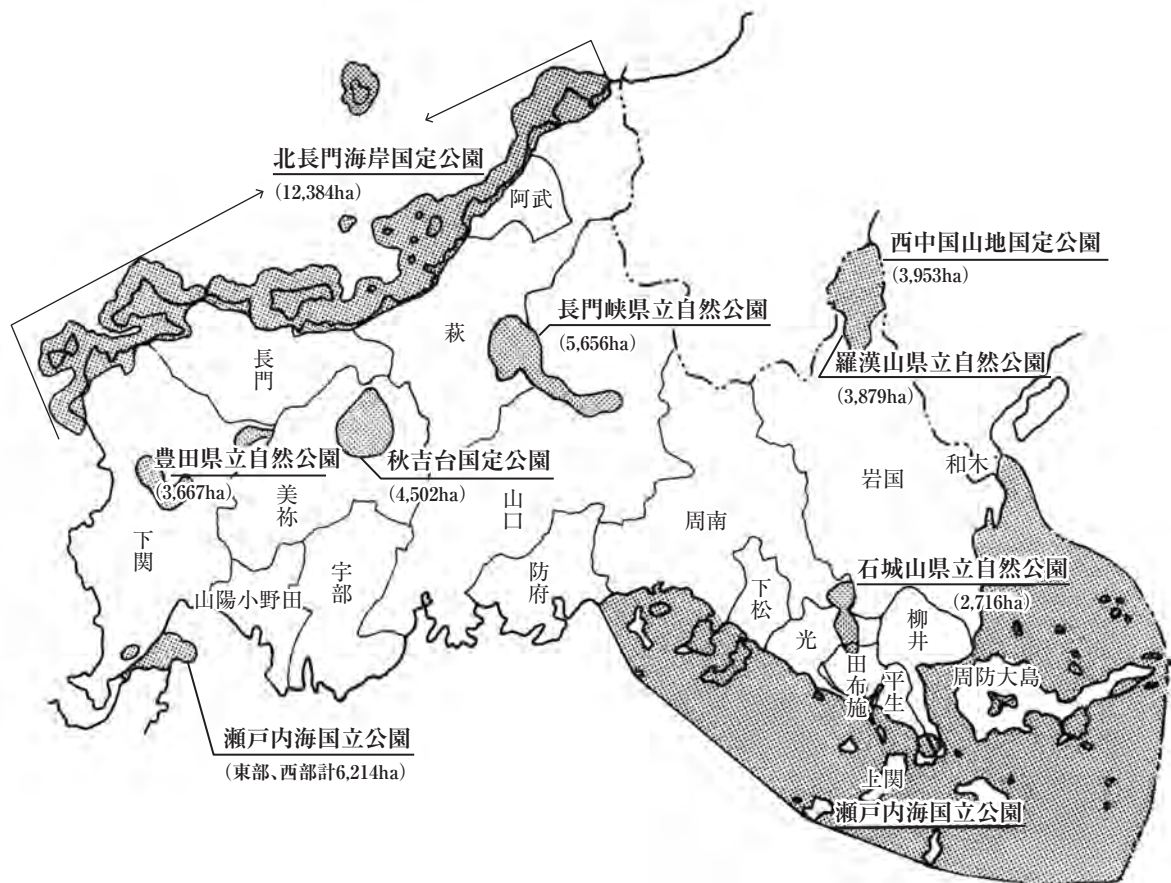 北長門海岸国定公園
(12,384ha)
阿武
西中国山地国定公園
(3,953ha)
長門峡県立自然公園
(5,656ha)
萩
羅漢山県立自然公園
(3,879ha)
長門
豊田県立自然公園
(3,667ha)
秋吉台国定公園
(4,502ha)
美祢
山口
和木
岩国
周南
下関
宇部
防府
山陽小野田
石城山県立自然公園
(2,716ha)
下松
柳井
光
田布施
平生
周防大島
瀬戸内海国立公園
(東部、西部計6,214ha)
上関
瀬戸内海国立公園